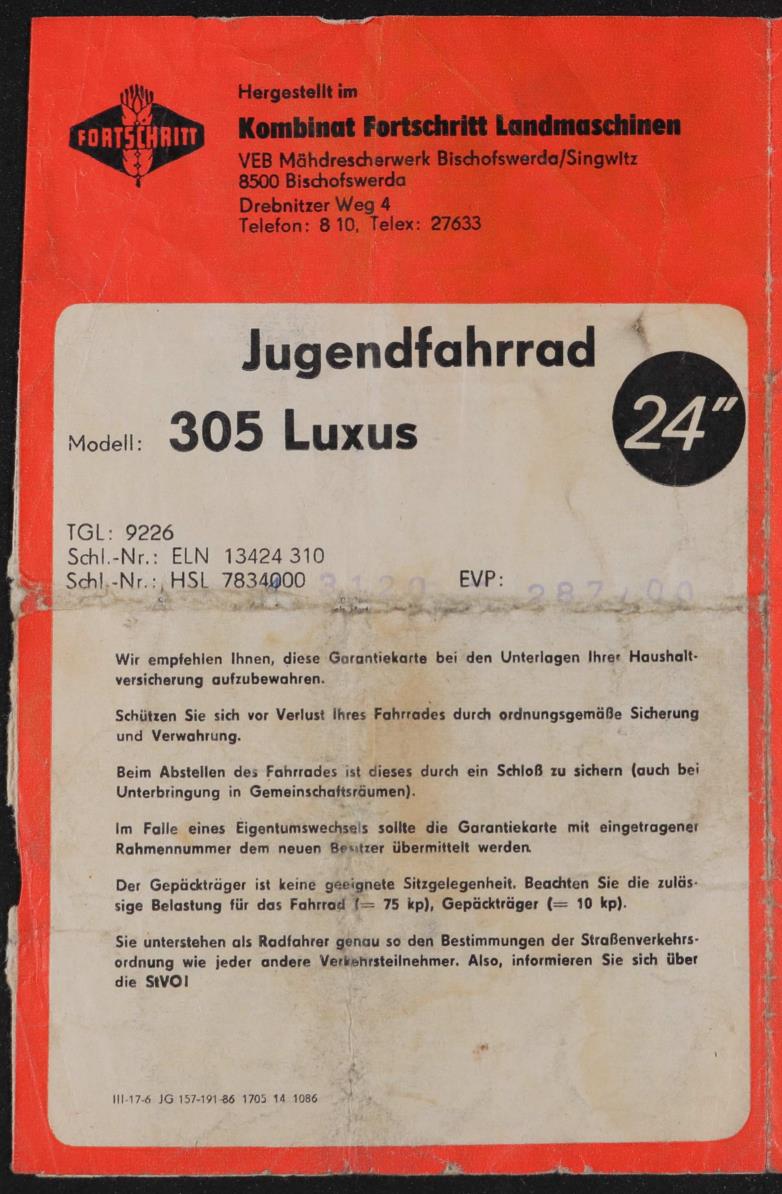 FORTSCHRITT
Hergestellt im
Kombinat Fortschritt Landmaschinen
VEB Mähdrescherwerk Bischofswerda/Singwitz
8500 Bischofswerda
Drebnitzer Weg 4
Telefon: 8 10, Telex: 27633
Jugendfahrrad
Modell: 305 Luxus
24"
TGL: 9226
Schl.-Nr.: ELN 13424 310
Schl.-Nr.: HSL 7834000 3120 EVP: 287,00
Wir empfehlen Ihnen, diese Garantiekarte bei den Unterlagen Ihrer Haushalt-
versicherung aufzubewahren.
Schützen Sie sich vor Verlust Ihres Fahrrades durch ordnungsgemäße Sicherung
und Verwahrung.
Beim Abstellen des Fahrrades ist dieses durch ein Schloß zu sichern (auch bei
Unterbringung in Gemeinschaftsräumen).
Im Falle eines Eigentumswechsels sollte die Garantiekarte mit eingetragener
Rahmennummer dem neuen Besitzer übermittelt werden.
Der Gepäckträger ist keine geeignete Sitzgelegenheit. Beachten Sie die zuläs-
sige Belastung für das Fahrrad (= 75 kp), Gepäckträger (= 10 kp).
Sie unterstehen als Radfahrer genau so den Bestimmungen der Straßenverkehrs-
ordnung wie jeder andere Verkehrsteilnehmer. Also, informieren Sie sich über
die StVO!
III-17-6 JG 157-191-86 1705 14 1086